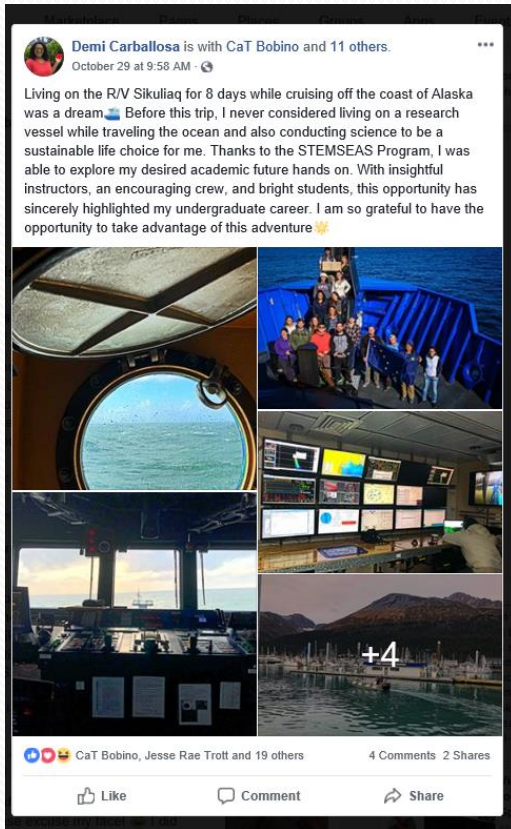 Marketplace Pages Places Groups Apps Events
Demi Carballosa is with CaT Bobino and 11 others.
October 29 at 9:58 AM ·
Living on the R/V Sikuliaq for 8 days while cruising off the coast of Alaska
was a dream🚢 Before this trip, I never considered living on a research
vessel while traveling the ocean and also conducting science to be a
sustainable life choice for me. Thanks to the STEMSEAS Program, I was
able to explore my desired academic future hands on. With insightful
instructors, an encouraging crew, and bright students, this opportunity has
sincerely highlighted my undergraduate career. I am so grateful to have the
opportunity to take advantage of this adventure🌟
+4
CaT Bobino, Jesse Rae Trott and 19 others 4 Comments 2 Shares
Like Comment Share